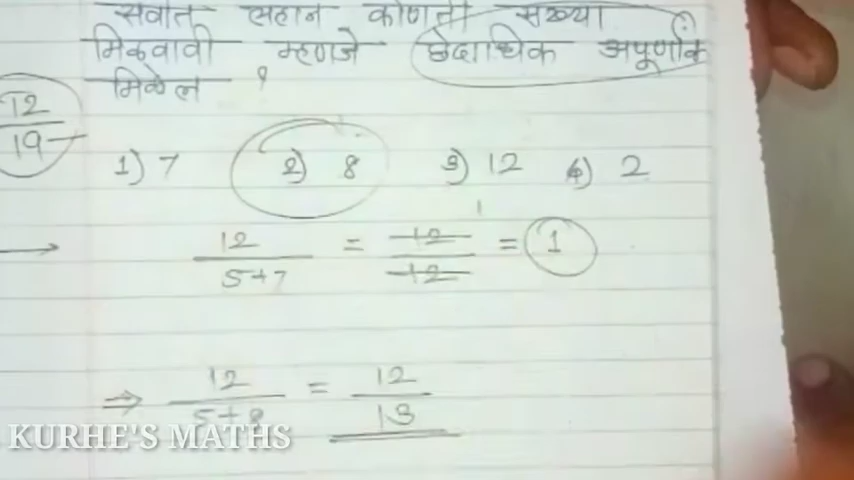 सर्वात लहान कोणती संख्या
मिळवावी म्हणजे छेदाधिक अपूर्णांक
मिळेल ?
12
19
1) 7 2) 8 3) 12 4) 2
12 / 5+7 = 12 / 12 = 1
1
⇒ 12 / 5+8 = 12 / 13
KURHE'S MATHS